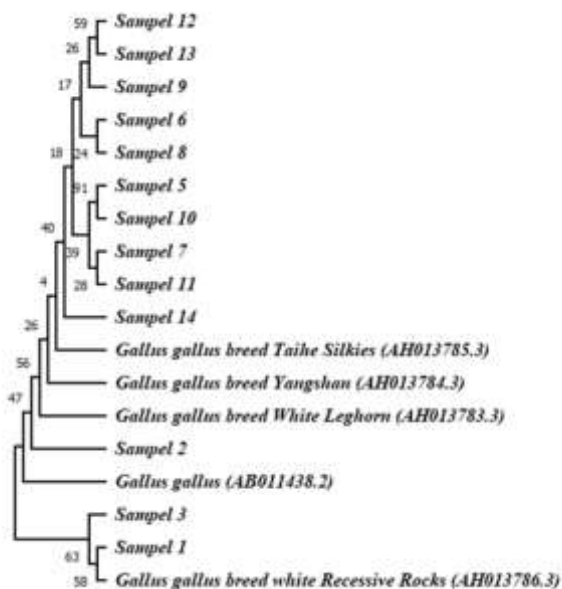 59
Sampel 12
26
Sampel 13
17
Sampel 9
Sampel 6
18
24
Sampel 8
91
Sampel 5
Sampel 10
40
39
Sampel 7
28
Sampel 11
4
Sampel 14
26
Gallus gallus breed Taihe Silkies (AH013785.3)
56
Gallus gallus breed Yangshan (AH013784.3)
47
Gallus gallus breed White Leghorn (AH013783.3)
Sampel 2
Gallus gallus (AB011438.2)
Sampel 3
63
Sampel 1
58
Gallus gallus breed white Recessive Rocks (AH013786.3)